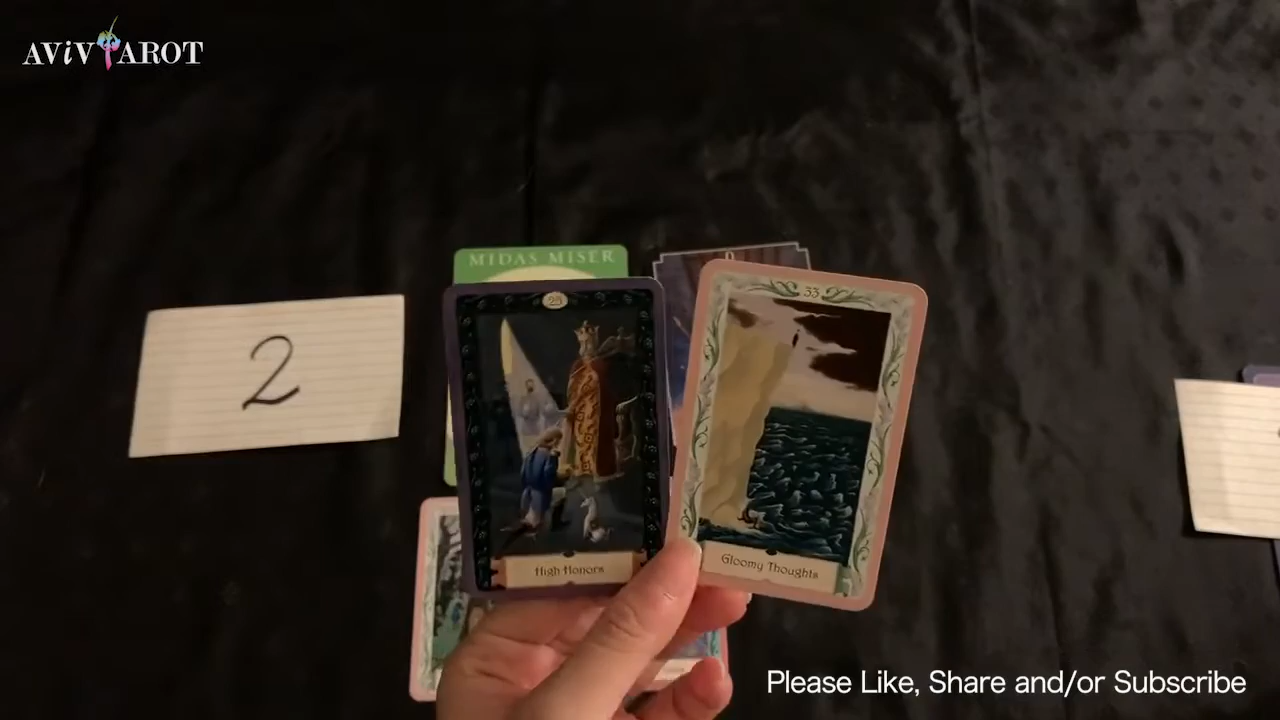 AViVTAROT
MIDAS MISER
2
25
High Honors
33
Gloomy Thoughts
Please Like, Share and/or Subscribe